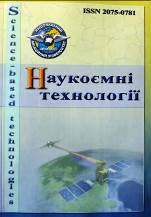 ISSN 2075-0781
Science-based technologies
Наукоємні
технології